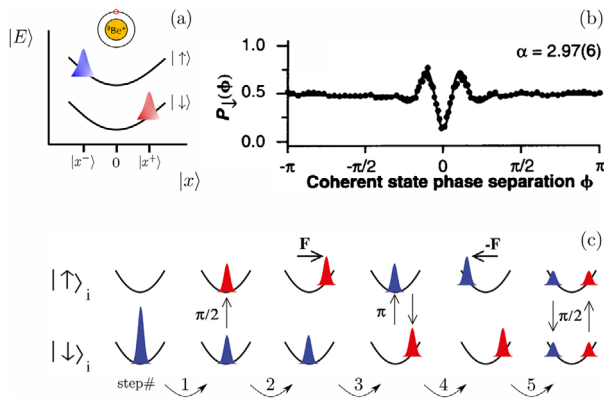 (a)
⁹Be⁺
|E⟩
|↑⟩
|↓⟩
|x⁻⟩ 0 |x⁺⟩
|x⟩
(b)
α = 2.97(6)
P↓(ϕ)
1.0
0.5
0.0
-π -π/2 0 π/2 π
Coherent state phase separation ϕ
(c)
F -F
|↑⟩ᵢ
π/2 π π/2
|↓⟩ᵢ
step# 1 2 3 4 5